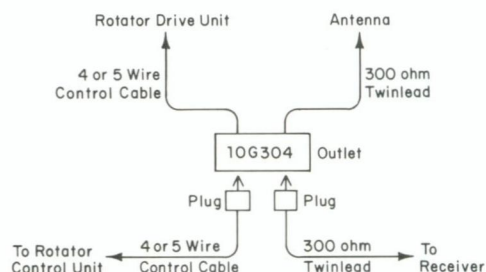 Rotator Drive Unit
Antenna
4 or 5 Wire
Control Cable
300 ohm
Twinlead
10G304
Outlet
Plug
Plug
To Rotator
Control Unit
4 or 5 Wire
Control Cable
300 ohm
Twinlead
To
Receiver